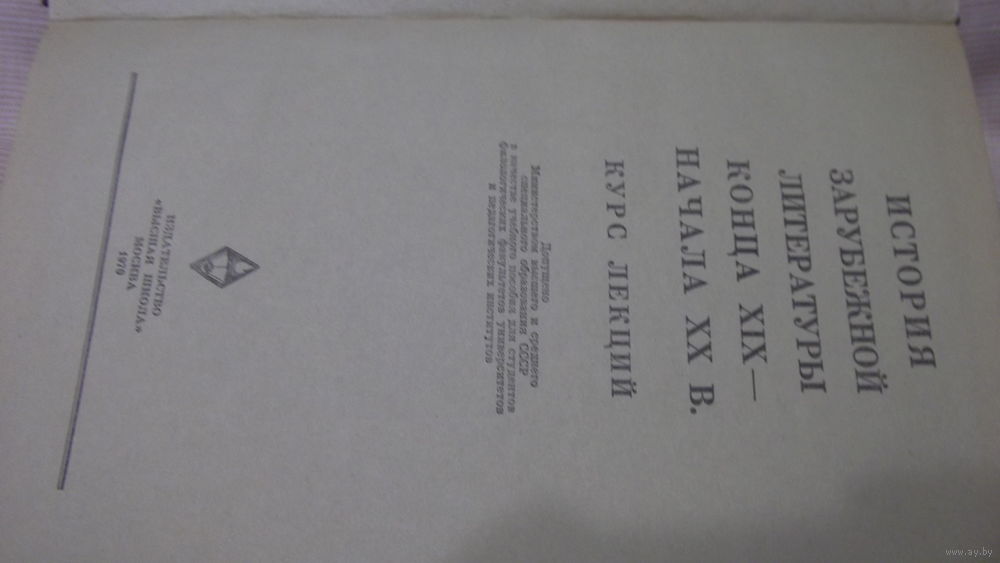 ИСТОРИЯ
ЗАРУБЕЖНОЙ
ЛИТЕРАТУРЫ
КОНЦА XIX—
НАЧАЛА XX В.
КУРС ЛЕКЦИЙ
Допущено
Министерством высшего и среднего
специального образования СССР
в качестве учебного пособия для студентов
филологических факультетов университетов
и педагогических институтов
ИЗДАТЕЛЬСТВО
«ВЫСШАЯ ШКОЛА»
МОСКВА
1970
www.ay.by